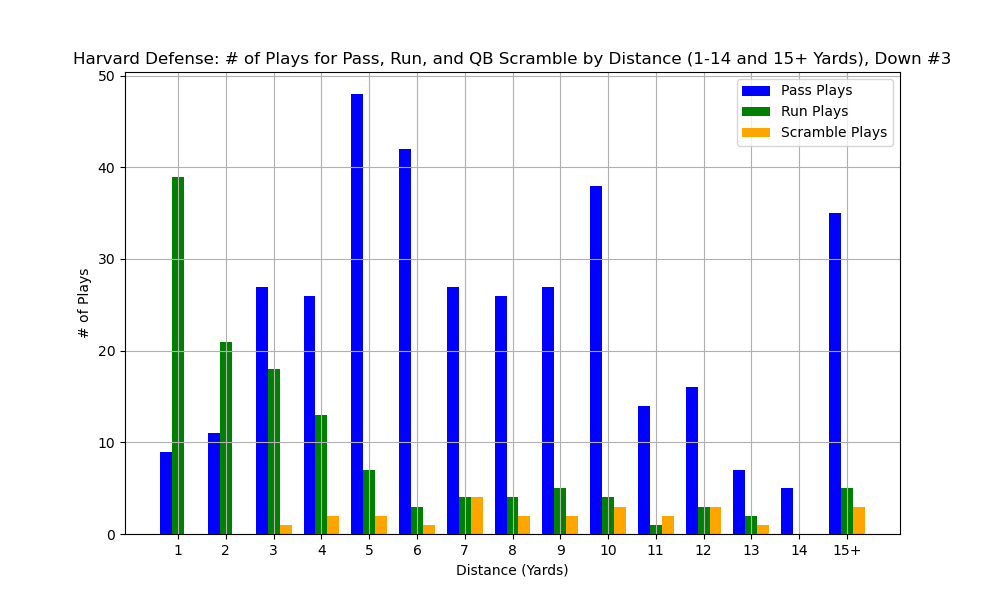 Harvard Defense: # of Plays for Pass, Run, and QB Scramble by Distance (1-14 and 15+ Yards), Down #3
Pass Plays
Run Plays
Scramble Plays
50
40
30
20
10
0
# of Plays
1 2 3 4 5 6 7 8 9 10 11 12 13 14 15+
Distance (Yards)